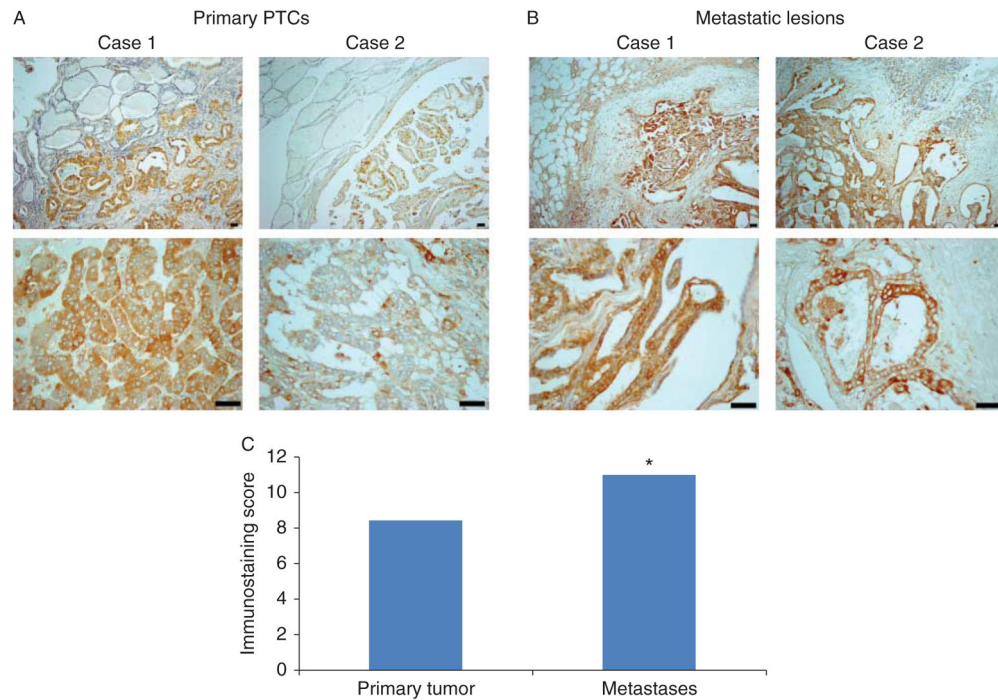 A
Primary PTCs
Case 1
Case 2
B
Metastatic lesions
Case 1
Case 2
C
12
10
8
6
4
2
0
Immunostaining score
*
Primary tumor
Metastases